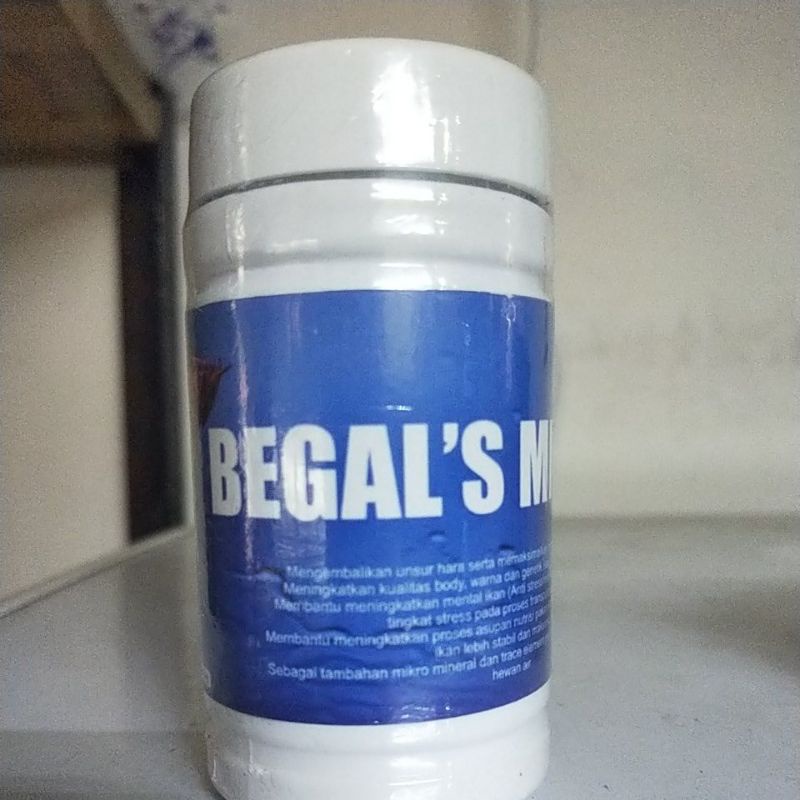 BEGAL'S
Mengembalikan unsur hara serta memaksimalkan
Meningkatkan kualitas body, warna dan genetik
Membantu meningkatkan mental ikan (Anti stress
tingkat stress pada proses
Membantu meningkatkan proses asupan nutrisi
ikan lebih stabil dan
Sebagai tambahan mikro mineral dan trace element
hewan air